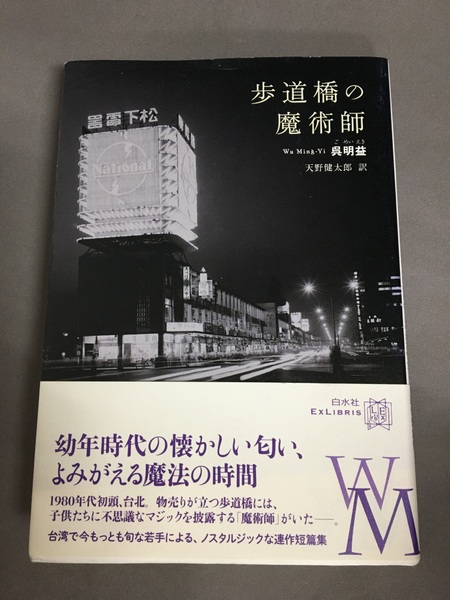 歩道橋の
魔術師
ご めいえき
Wu Ming-Yi 呉明益
天野健太郎 訳
器電下松
National
白水社
EXLIBRIS
幼年時代の懐かしい匂い、
よみがえる魔法の時間
1980年代初頭、台北。物売りが立つ歩道橋には、
子供たちに不思議なマジックを披露する「魔術師」がいた──。
台湾で今もっとも旬な若手による、ノスタルジックな連作短篇集
WM